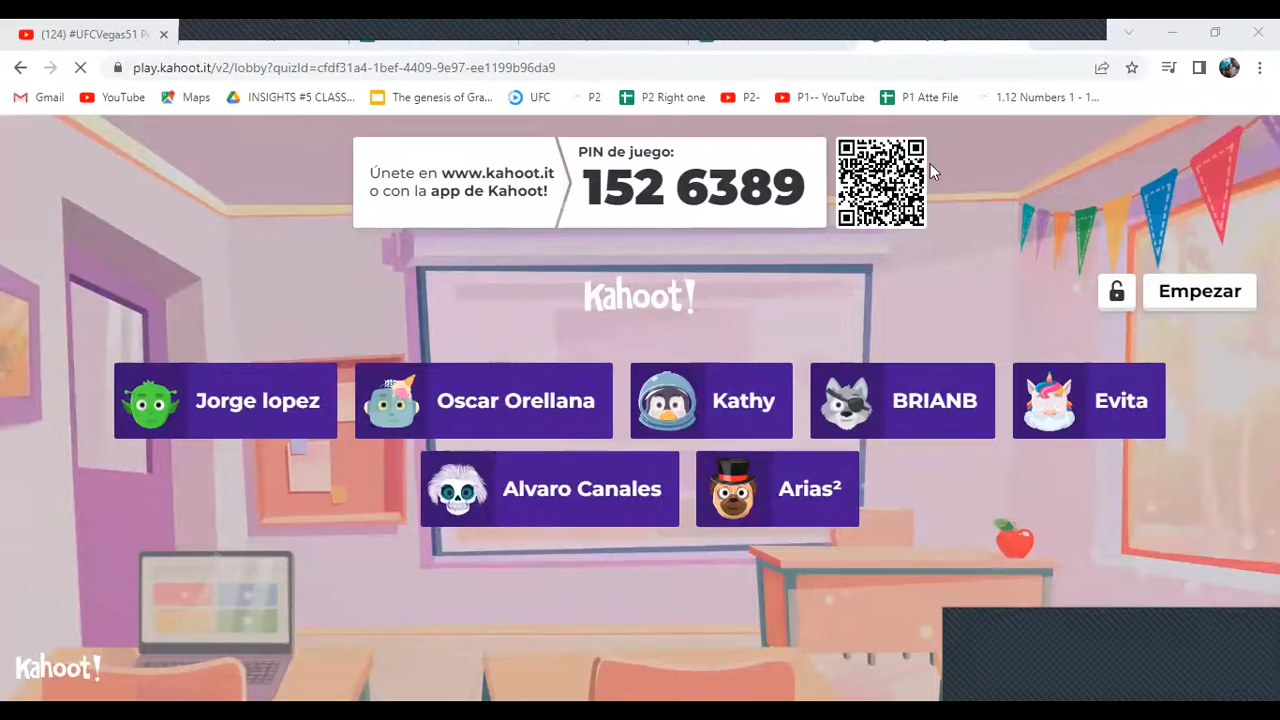 (124) #UFCVegas51
play.kahoot.it/v2/lobby?quizId=cfdf31a4-1bef-4409-9e97-ee1199b96da9
Gmail YouTube Maps INSIGHTS #5 CLASS... The genesis of Gra... UFC P2 P2 Right one P2- P1-- YouTube P1 Atte File 1.12 Numbers 1 - 1...
Únete en www.kahoot.it
o con la app de Kahoot!
PIN de juego:
152 6389
Kahoot!
Empezar
Jorge lopez Oscar Orellana Kathy BRIANB Evita
Alvaro Canales Arias²
Kahoot!